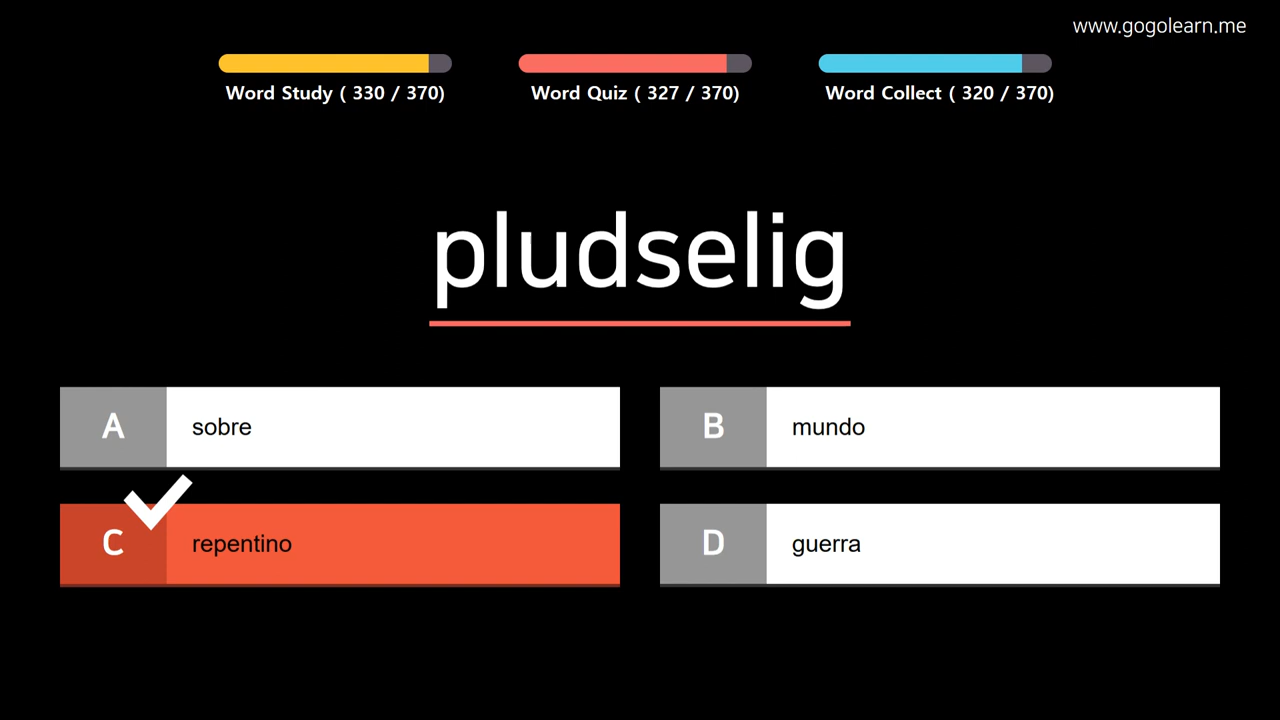 www.gogolearn.me
Word Study ( 330 / 370)
Word Quiz ( 327 / 370)
Word Collect ( 320 / 370)
pludselig
A sobre
B mundo
C repentino
D guerra